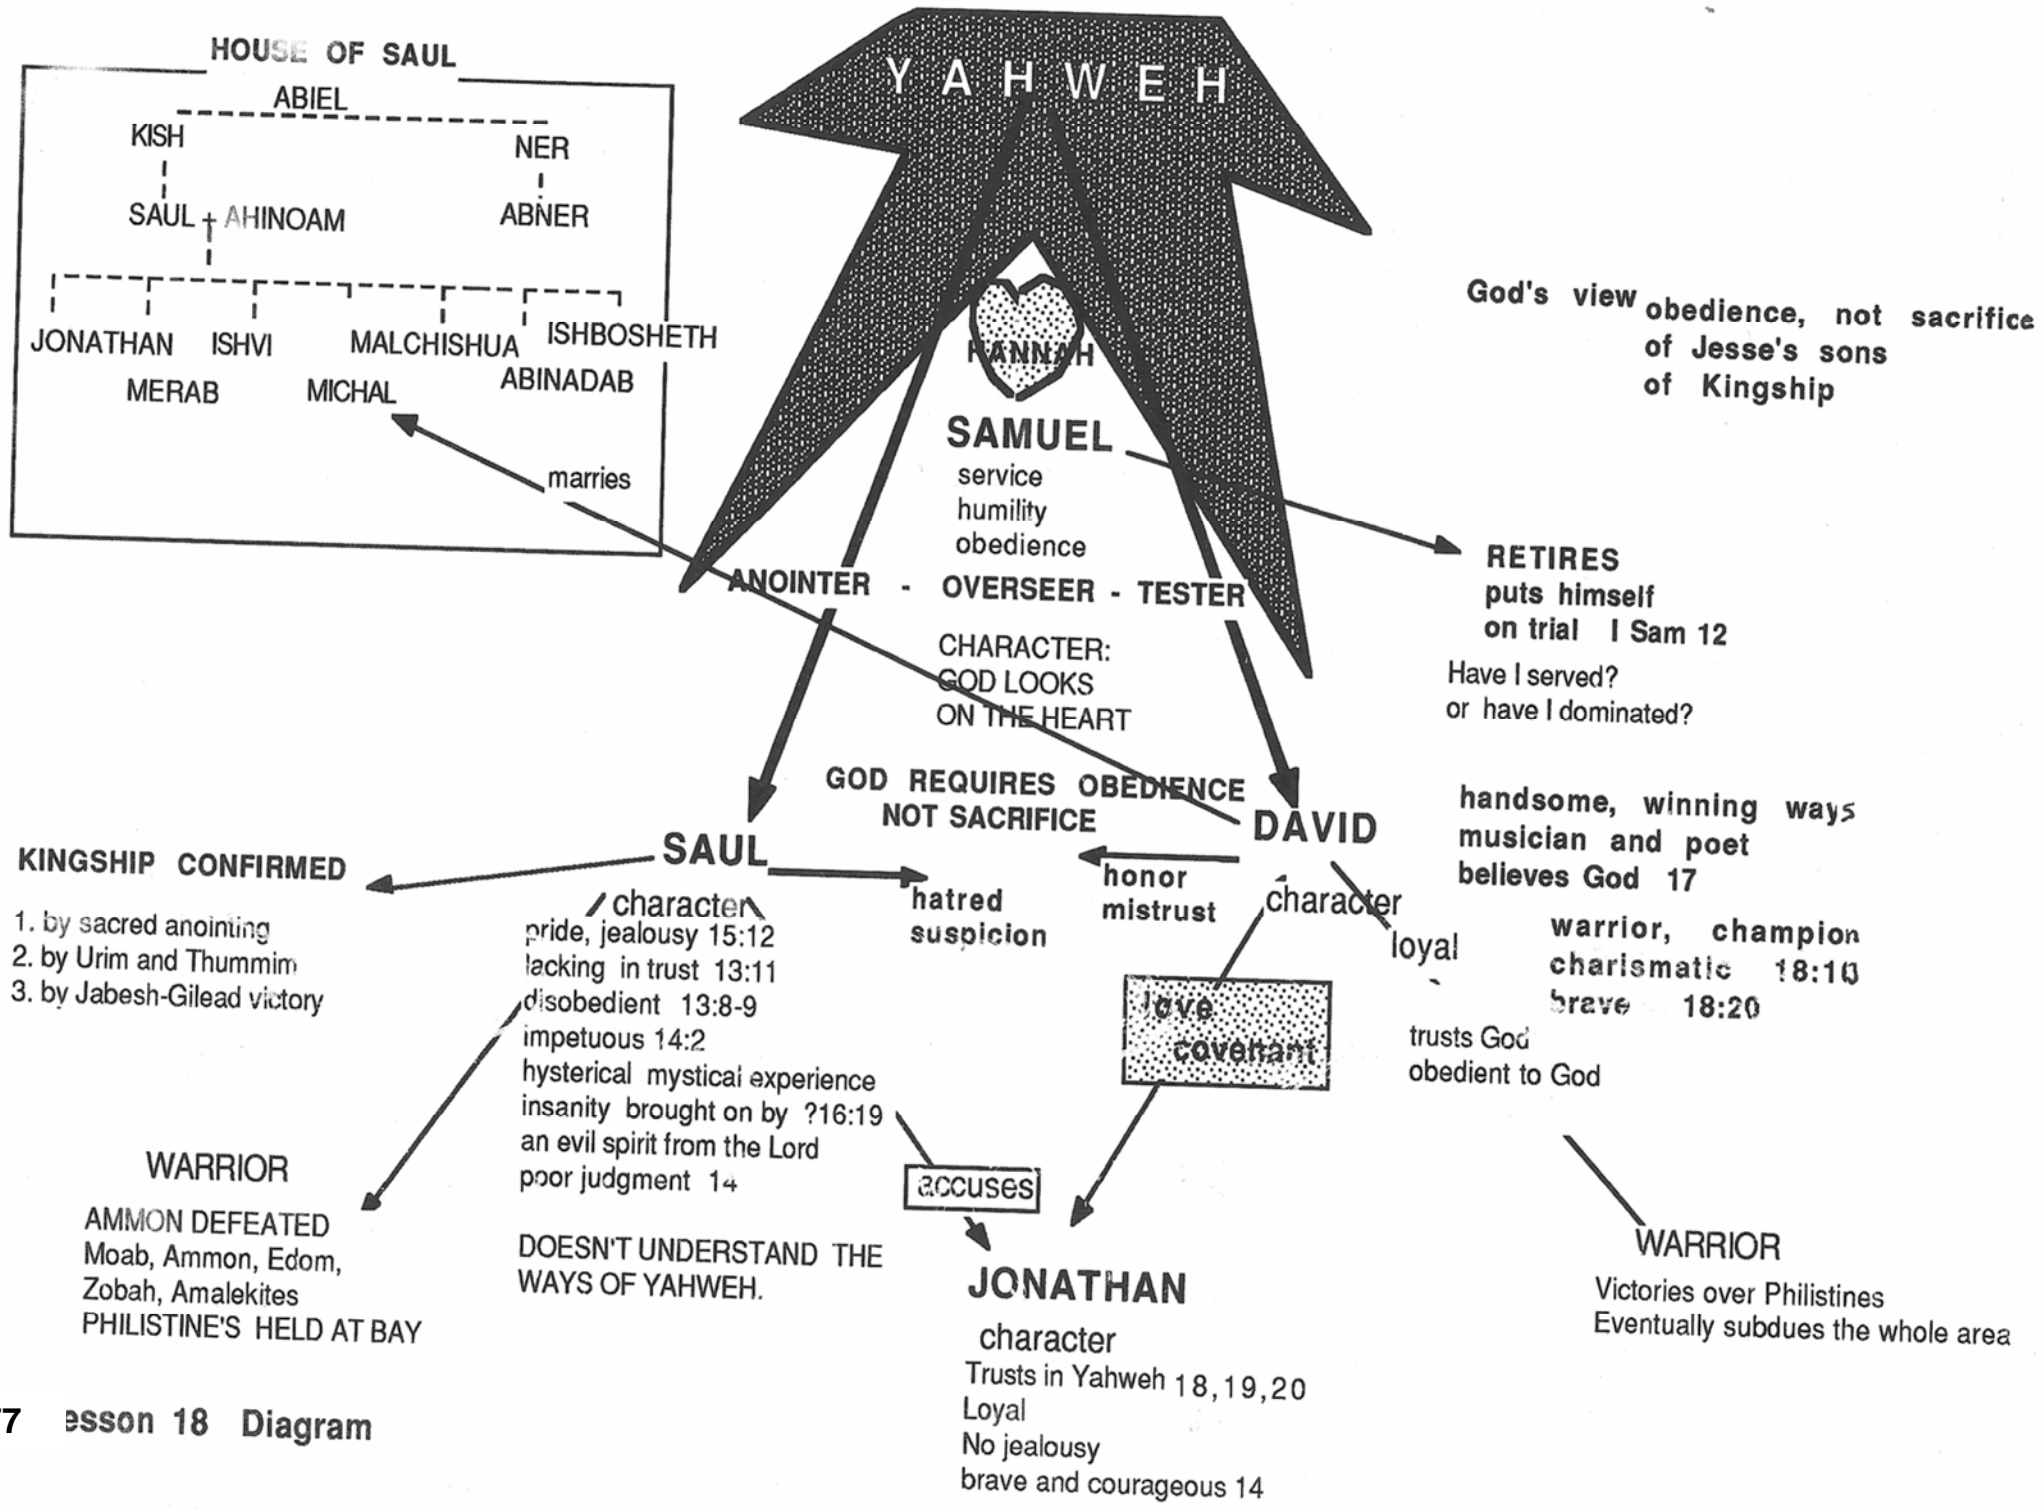 HOUSE OF SAUL
ABIEL
KISH
NER
SAUL + AHINOAM
ABNER
JONATHAN ISHVI MALCHISHUA ISHBOSHETH
MERAB MICHAL ABINADAB
marries
YAHWEH
HANNAH
SAMUEL
service
humility
obedience
ANOINTER - OVERSEER - TESTER
CHARACTER:
GOD LOOKS
ON THE HEART
GOD REQUIRES OBEDIENCE
NOT SACRIFICE
God's view obedience, not sacrifice
of Jesse's sons
of Kingship
RETIRES
puts himself
on trial I Sam 12
Have I served?
or have I dominated?
KINGSHIP CONFIRMED
1. by sacred anointing
2. by Urim and Thummim
3. by Jabesh-Gilead victory
SAUL
character
pride, jealousy 15:12
lacking in trust 13:11
disobedient 13:8-9
impetuous 14:2
hysterical mystical experience
insanity brought on by ?16:19
an evil spirit from the Lord
poor judgment 14
DOESN'T UNDERSTAND THE
WAYS OF YAHWEH.
hatred
suspicion
honor
mistrust
DAVID
character
loyal
handsome, winning ways
musician and poet
believes God 17
warrior, champion
charismatic 18:10
brave 18:20
trusts God
obedient to God
love
covenant
accuses
WARRIOR
AMMON DEFEATED
Moab, Ammon, Edom,
Zobah, Amalekites
PHILISTINE'S HELD AT BAY
JONATHAN
character
Trusts in Yahweh 18,19,20
Loyal
No jealousy
brave and courageous 14
WARRIOR
Victories over Philistines
Eventually subdues the whole area
77 esson 18 Diagram